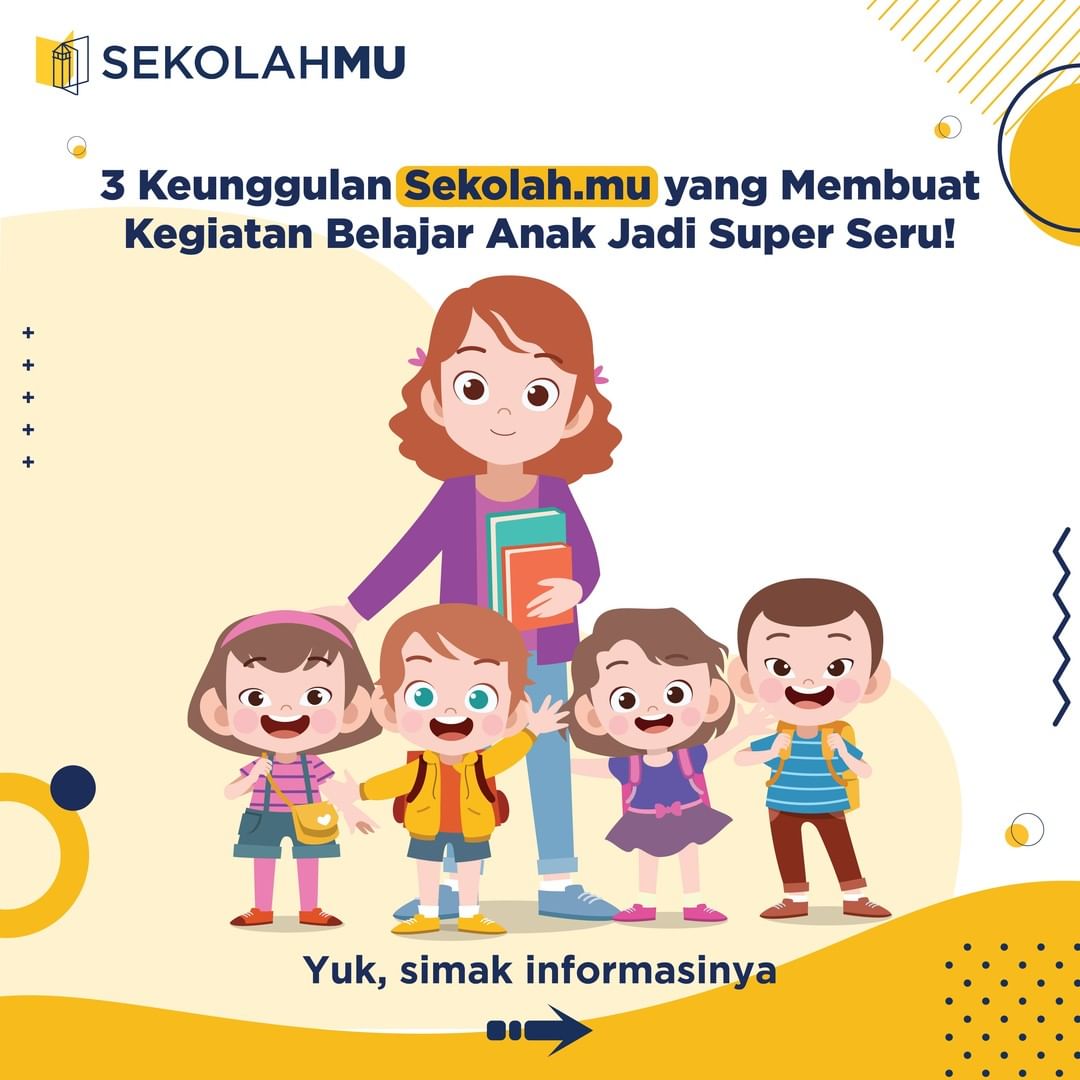 SEKOLAHMU
3 Keunggulan Sekolah.mu yang Membuat
Kegiatan Belajar Anak Jadi Super Seru!
Yuk, simak informasinya